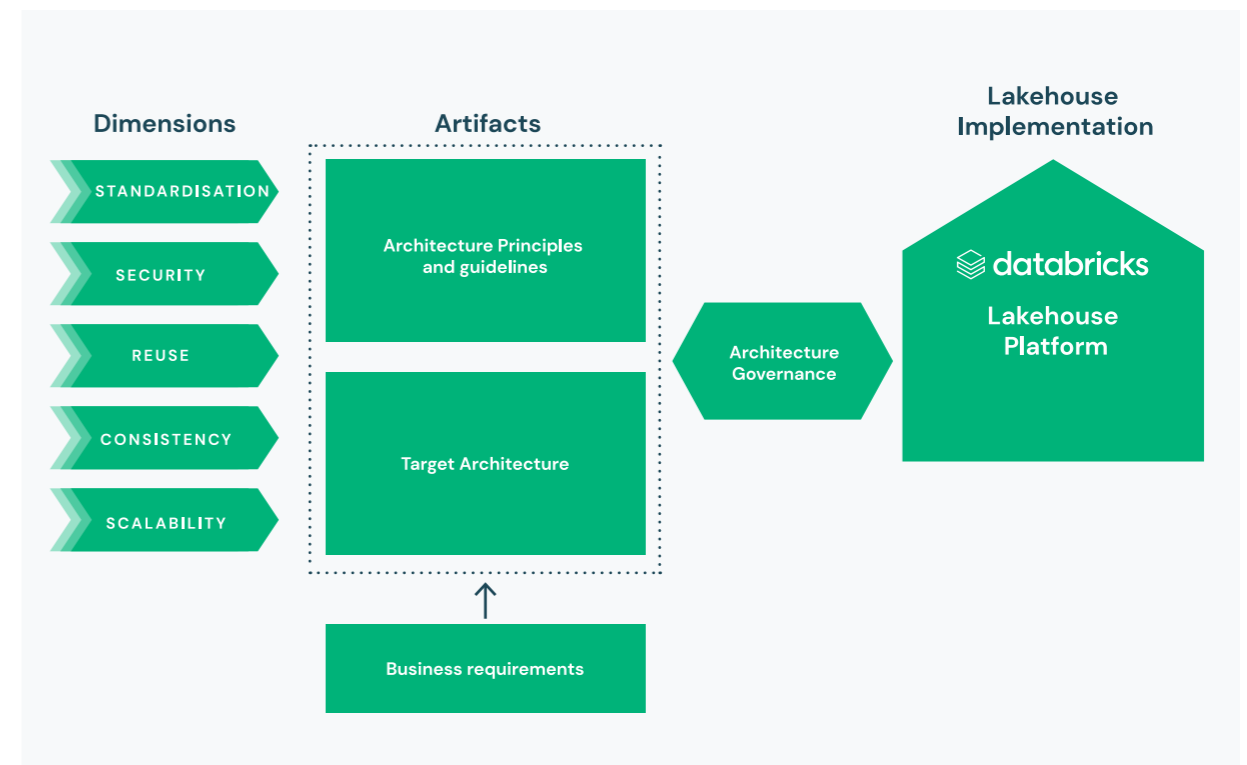 Dimensions
STANDARDISATION
SECURITY
REUSE
CONSISTENCY
SCALABILITY
Artifacts
Architecture Principles
and guidelines
Target Architecture
Business requirements
Architecture
Governance
Lakehouse
Implementation
databricks
Lakehouse
Platform